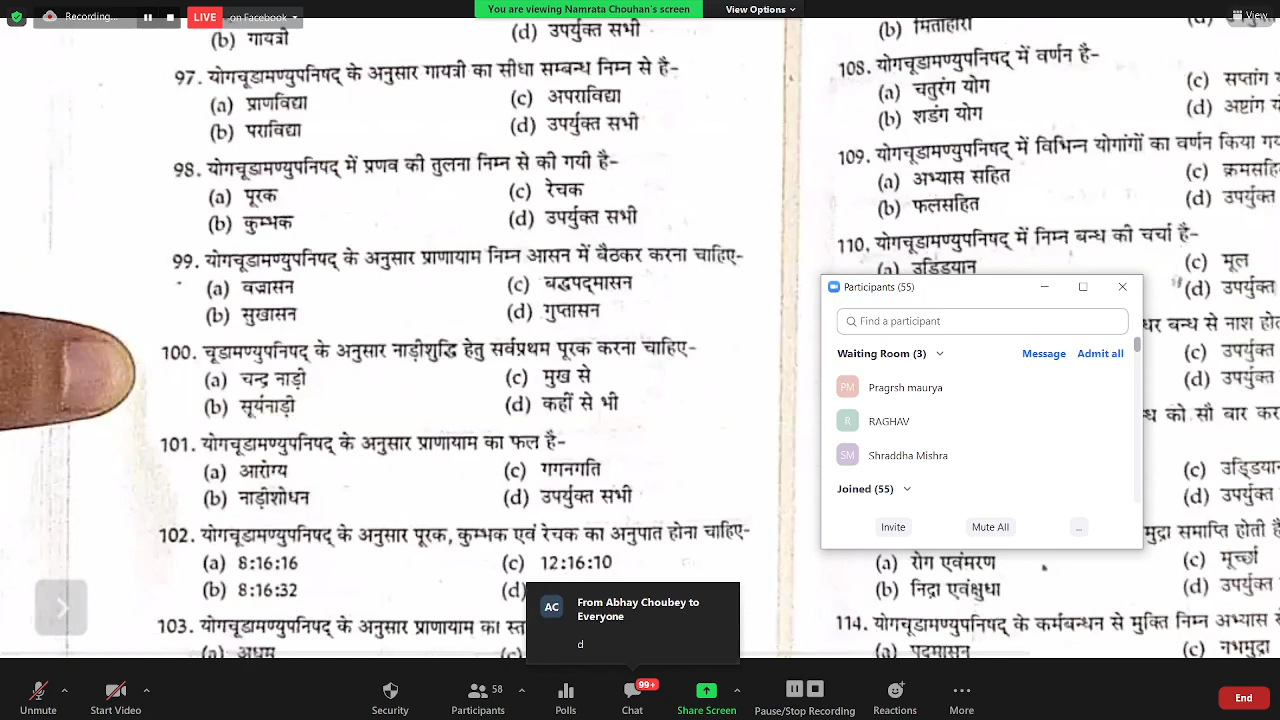 Recording...
LIVE on Facebook
You are viewing Namrata Chouhan's screen
View Options
View
(b) गायत्री
(d) उपर्युक्त सभी
97. योगचूडामण्युपनिषद् के अनुसार गायत्री का सीधा सम्बन्ध निम्न से है-
(a) प्राणविद्या
(c) अपराविद्या
(b) पराविद्या
(d) उपर्युक्त सभी
98. योगचूडामण्युपनिषद् में प्रणव की तुलना निम्न से की गयी है-
(a) पूरक
(c) रेचक
(b) कुम्भक
(d) उपर्युक्त सभी
99. योगचूडामण्युपनिषद् के अनुसार प्राणायाम निम्न आसन में बैठकर करना चाहिए-
(a) वज्रासन
(c) बद्धपद्मासन
(b) सुखासन
(d) गुप्तासन
100. चूडामण्युपनिषद् के अनुसार नाड़ीशुद्धि हेतु सर्वप्रथम पूरक करना चाहिए-
(a) चन्द्र नाड़ी
(c) मुख से
(b) सूर्यनाड़ी
(d) कहीं से भी
101. योगचूडामण्युपनिषद् के अनुसार प्राणायाम का फल है-
(a) आरोग्य
(c) गगनगति
(b) नाड़ीशोधन
(d) उपर्युक्त सभी
102. योगचूडामण्युपनिषद् के अनुसार पूरक, कुम्भक एवं रेचक का अनुपात होना चाहिए-
(a) 8:16:16
(c) 12:16:10
(b) 8:16:32
(d)
103. योगचूडामण्युपनिषद् के अनुसार प्राणायाम का
(a) अधम
(c)
(b) मिताहारी
108. योगचूडामण्युपनिषद् में वर्णन है-
(a) चतुरंग योग
(c) सप्तांग
(b) शडंग योग
(d) अष्टांग
109. योगचूडामण्युपनिषद् में विभिन्न योगांगों का वर्णन किया
(a) अभ्यास सहित
(b) फलसहित
(d) उपर्युक्त
110. योगचूडामण्युपनिषद् में निम्न बन्ध की चर्चा है-
(a) उड्डियान
(c) मूल
(d) उपर्युक्त
बन्ध से नाश
(c) उपर्युक्त
(d) उपर्युक्त
को सौ बार
(c)
(d) उपर्युक्त
मुद्रा समाप्ति होती
(a) रोग एवंमरण
(c) मूर्च्छा
(b) निद्रा एवंक्षुधा
(d) उपर्युक्त
114. योगचूडामण्युपनिषद् के कर्मबन्धन से मुक्ति निम्न अभ्यास
(a) पद्मासन
(c) नभमुद्रा
Participants (55)
Find a participant
Waiting Room (3)
Message
Admit all
PM Pragrsh maurya
R RAGHAV
SM Shraddha Mishra
Joined (55)
Invite
Mute All
...
AC From Abhay Choubey to
Everyone
d
Unmute
Start Video
Security
58
Participants
Polls
99+
Chat
Share Screen
Pause/Stop Recording
Reactions
More
End